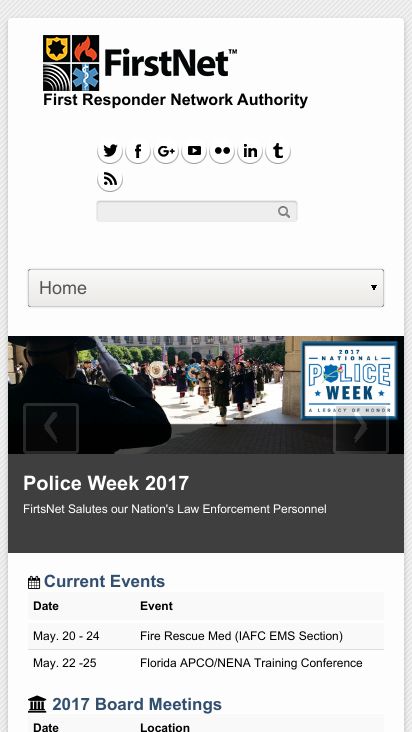 FirstNet™
First Responder Network Authority
Home
2017
NATIONAL
POLICE
WEEK
A LEGACY OF HONOR
Police Week 2017
FirtsNet Salutes our Nation's Law Enforcement Personnel
Current Events
Date Event
May. 20 - 24 Fire Rescue Med (IAFC EMS Section)
May. 22 -25 Florida APCO/NENA Training Conference
2017 Board Meetings
Date Location